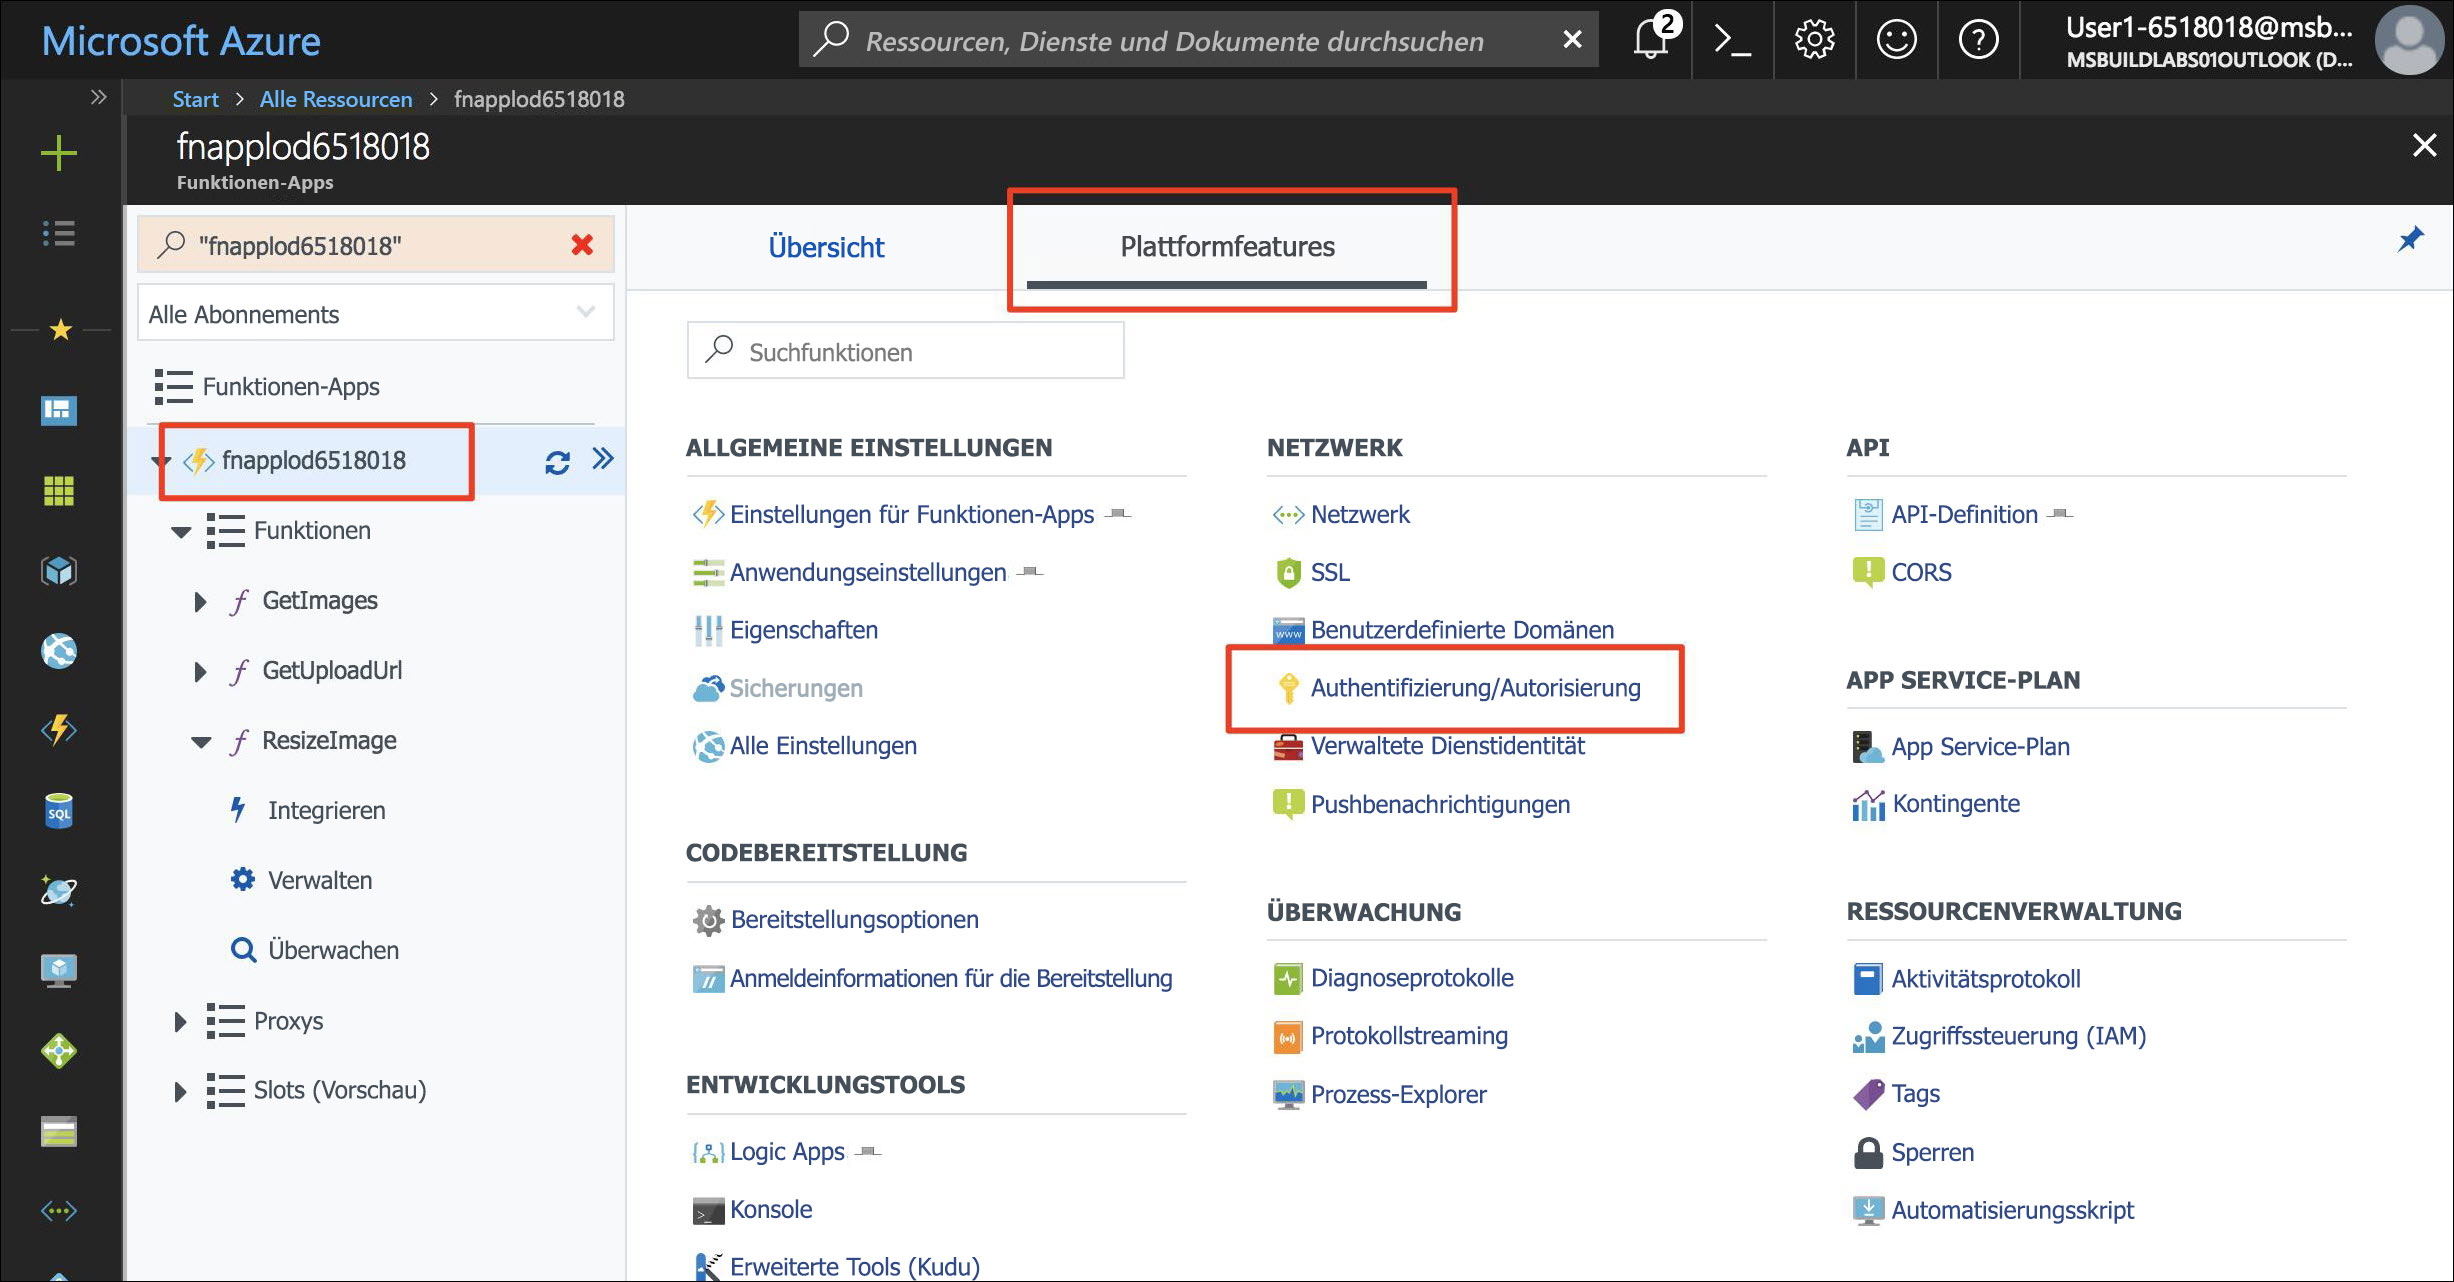 Microsoft Azure
Ressourcen, Dienste und Dokumente durchsuchen
2
User1-6518018@msb...
MSBUILDLABS01OUTLOOK (D...
Start > Alle Ressourcen > fnapplod6518018
fnapplod6518018
Funktionen-Apps
"fnapplod6518018"
Alle Abonnements
Funktionen-Apps
fnapplod6518018
Funktionen
GetImages
GetUploadUrl
ResizeImage
Integrieren
Verwalten
Überwachen
Proxys
Slots (Vorschau)
SQL
Übersicht
Plattformfeatures
Suchfunktionen
ALLGEMEINE EINSTELLUNGEN
Einstellungen für Funktionen-Apps
Anwendungseinstellungen
Eigenschaften
Sicherungen
Alle Einstellungen
CODEBEREITSTELLUNG
Bereitstellungsoptionen
Anmeldeinformationen für die Bereitstellung
ENTWICKLUNGSTOOLS
Logic Apps
Konsole
Erweiterte Tools (Kudu)
NETZWERK
Netzwerk
SSL
www
Benutzerdefinierte Domänen
Authentifizierung/Autorisierung
Verwaltete Dienstidentität
Pushbenachrichtigungen
ÜBERWACHUNG
Diagnoseprotokolle
Protokollstreaming
Prozess-Explorer
API
API-Definition
CORS
APP SERVICE-PLAN
App Service-Plan
Kontingente
RESSOURCENVERWALTUNG
Aktivitätsprotokoll
Zugriffssteuerung (IAM)
Tags
Sperren
Automatisierungsskript